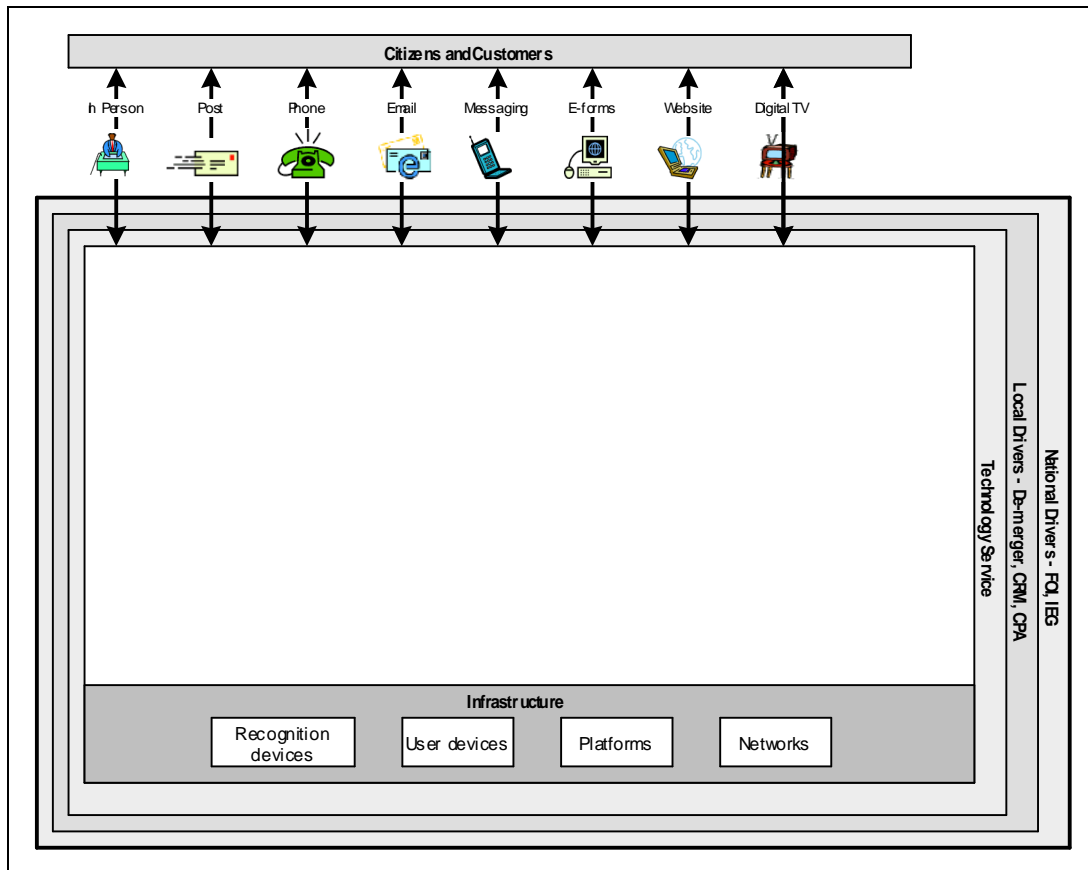 Citizens and Customers
In Person
Post
Phone
Email
Messaging
E-forms
Website
Digital TV
National Drivers - FOI, IEG
Local Drivers - De-merger, CRM, CPA
Technology Service
Infrastructure
Recognition
devices
User devices
Platforms
Networks